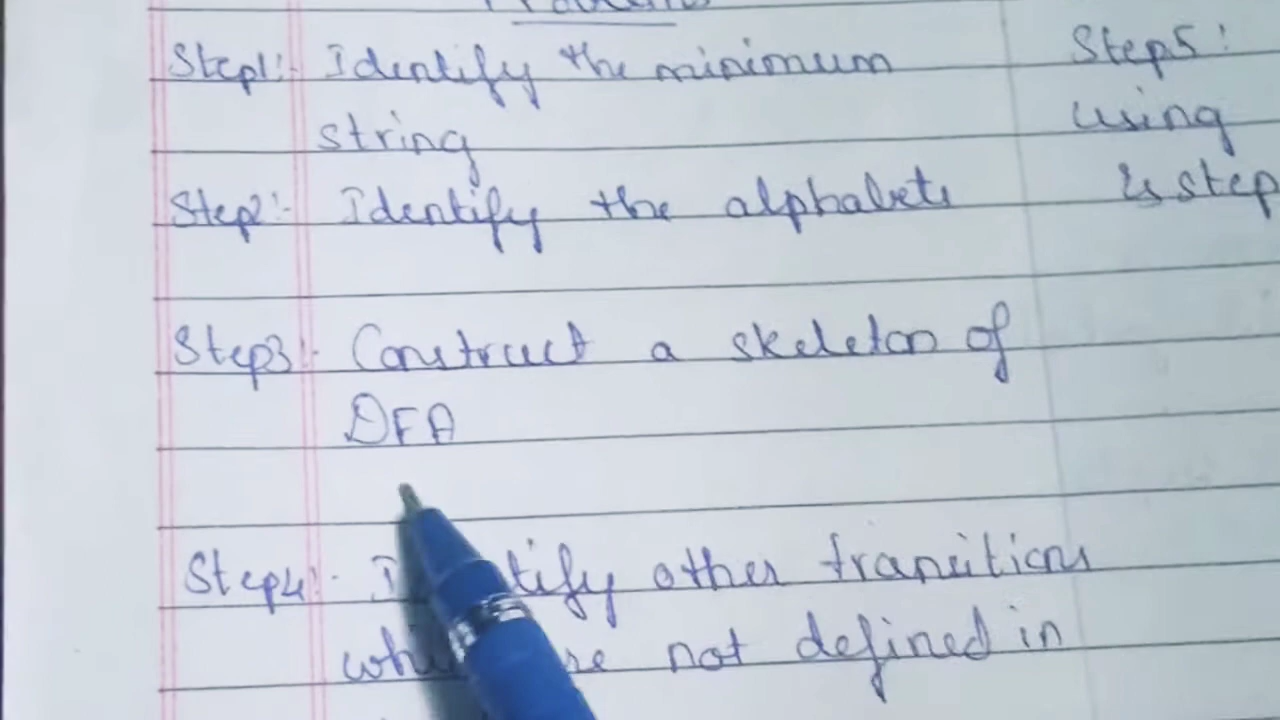 Step1:- Identify the minimum
string
Step2:- Identify the alphabets
Step3:- Construct a skeleton of
DFA
Step4:- other transitions
not defined in
Step5:
using
step